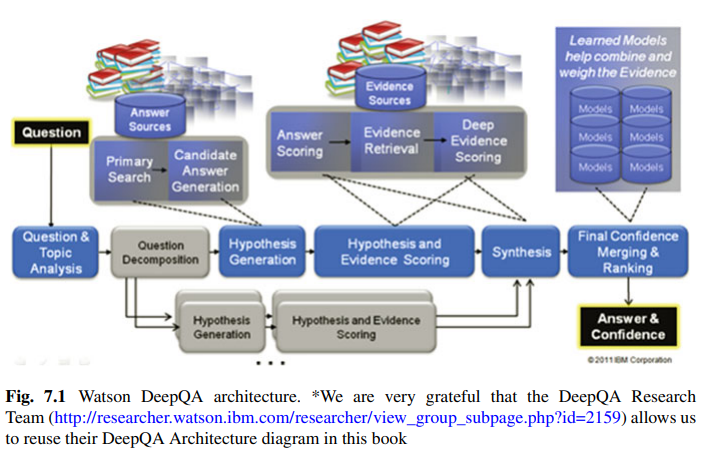 Learned Models
help combine and
weigh the Evidence
Answer
Sources
Evidence
Sources
Models Models
Models Models
Models Models
Question
Primary
Search
Candidate
Answer
Generation
Answer
Scoring
Evidence
Retrieval
Deep
Evidence
Scoring
Question &
Topic
Analysis
Question
Decomposition
Hypothesis
Generation
Hypothesis and
Evidence Scoring
Synthesis
Final Confidence
Merging &
Ranking
Hypothesis
Generation
Hypothesis and Evidence
Scoring
Answer &
Confidence
. . .
© 2011 IBM Corporation
Fig. 7.1 Watson DeepQA architecture. *We are very grateful that the DeepQA Research
Team (http://researcher.watson.ibm.com/researcher/view_group_subpage.php?id=2159) allows us
to reuse their DeepQA Architecture diagram in this book